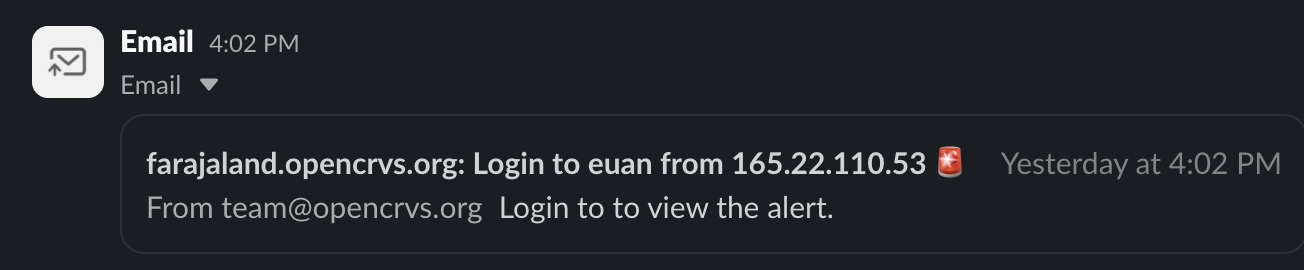 Email 4:02 PM
Email
farajaland.opencrvs.org: Login to euan from 165.22.110.53 🚨 Yesterday at 4:02 PM
From team@opencrvs.org Login to to view the alert.